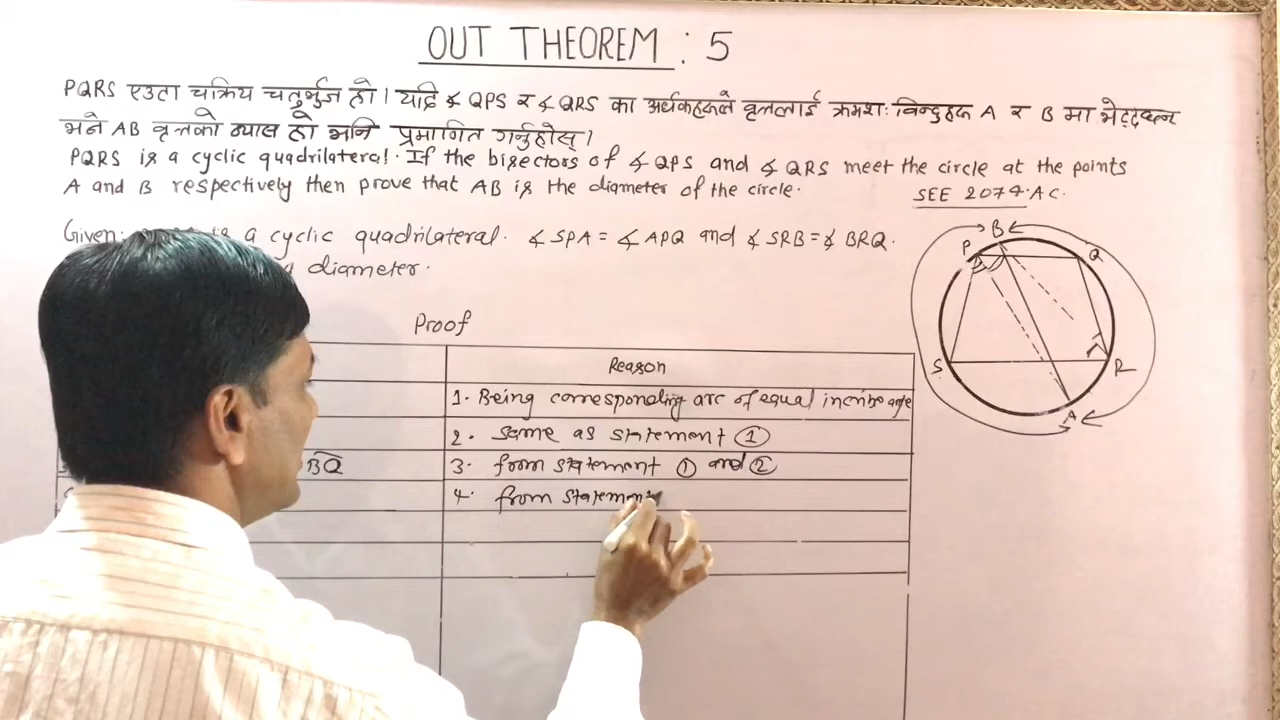 OUT THEOREM : 5
PQRS एउटा चक्रिय चतुर्भुज हो । यदि ∡ QPS र ∡ QRS का अर्धकहरुले वृत्तलाई क्रमशः बिन्दुहरु A र B मा भेट्दछन्
भने AB वृत्तको व्यास हो भनि प्रमाणित गर्नुहोस् ।
PQRS is a cyclic quadrilateral. If the bisectors of ∡ QPS and ∡ QRS meet the circle at the points
A and B respectively then prove that AB is the diameter of the circle.
SEE 2074 AC.
Given: is a cyclic quadrilateral. ∡ SPA = ∡ APQ and ∡ SRB = ∡ BRQ.
diameter.
Proof
Reason
1. Being corresponding arc of equal
2. Same as statement ①
BQ 3. from statement ① and ②
4. from statement
P B Q
S R
A